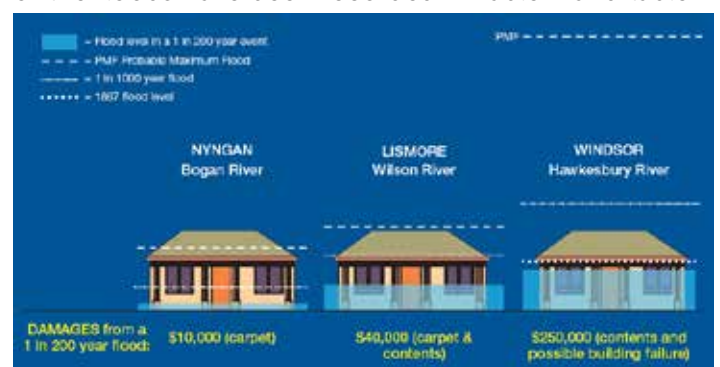 = Flood level in a 1 in 200 year event
= PMF Probable Maximum Flood
= 1 in 1000 year flood
= 1867 flood level
PMF
NYNGAN
Bogan River
LISMORE
Wilson River
WINDSOR
Hawkesbury River
DAMAGES from a
1 in 200 year flood:
$10,000 (carpet)
$40,000 (carpet &
contents)
$250,000 (contents and
possible building failure)